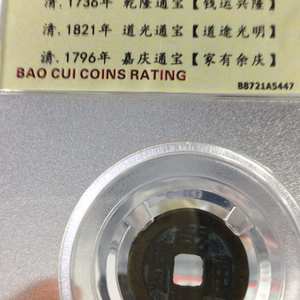 清.1736年 乾隆通宝【钱运兴隆】
清.1821年 道光通宝【道途光明】
清.1796年 嘉庆通宝【家有余庆】
BAO CUI COINS RATING
B8721A5447